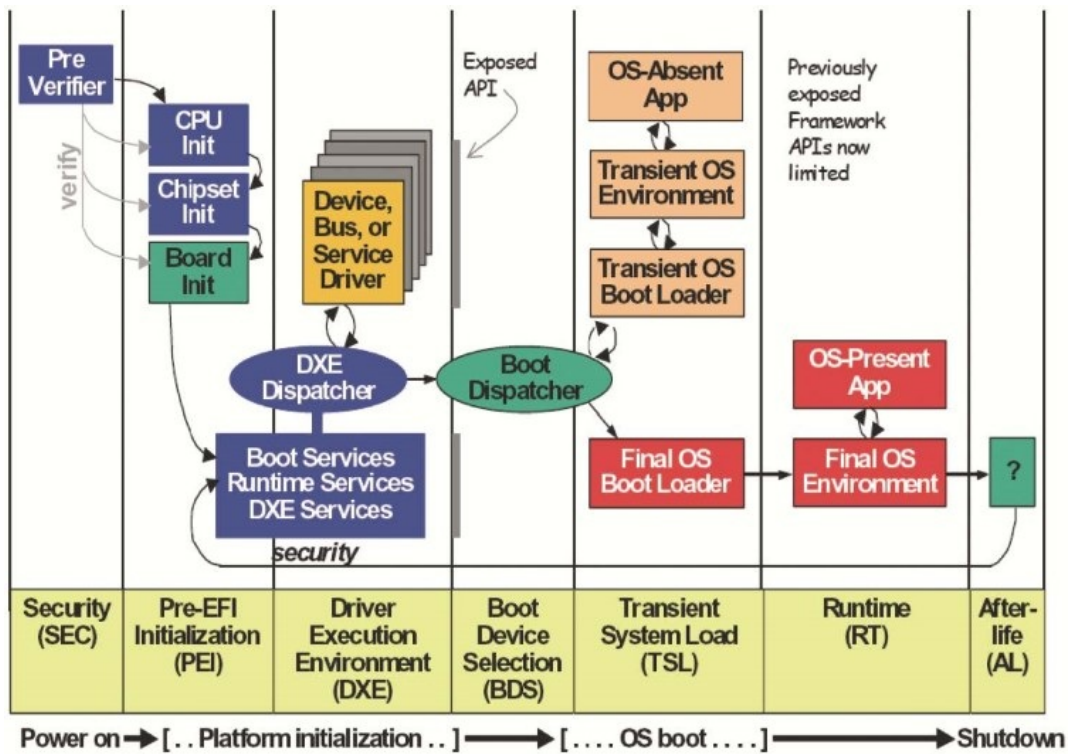 Pre
Verifier
verify
CPU
Init
Chipset
Init
Board
Init
Device,
Bus, or
Service
Driver
DXE
Dispatcher
Boot Services
Runtime Services
DXE Services
security
Exposed
API
Boot
Dispatcher
OS-Absent
App
Transient OS
Environment
Transient OS
Boot Loader
Final OS
Boot Loader
Previously
exposed
Framework
APIs now
limited
OS-Present
App
Final OS
Environment
?
Security
(SEC)
Pre-EFI
Initialization
(PEI)
Driver
Execution
Environment
(DXE)
Boot
Device
Selection
(BDS)
Transient
System Load
(TSL)
Runtime
(RT)
After-
life
(AL)
Power on [ . . Platform initialization . . ] [ . . . . OS boot . . . . ] Shutdown